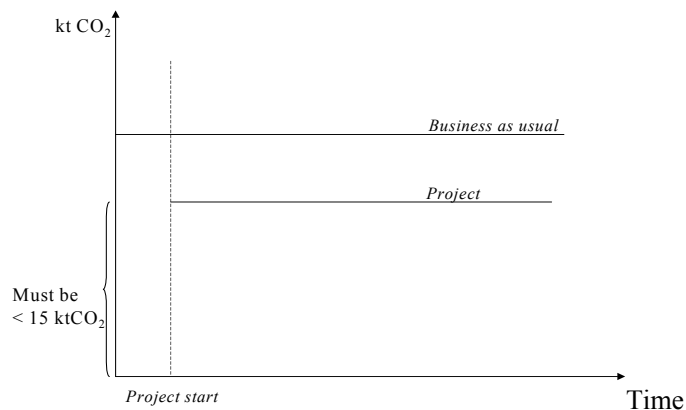 kt CO₂
Business as usual
Project
Must be
< 15 ktCO₂
Project start
Time